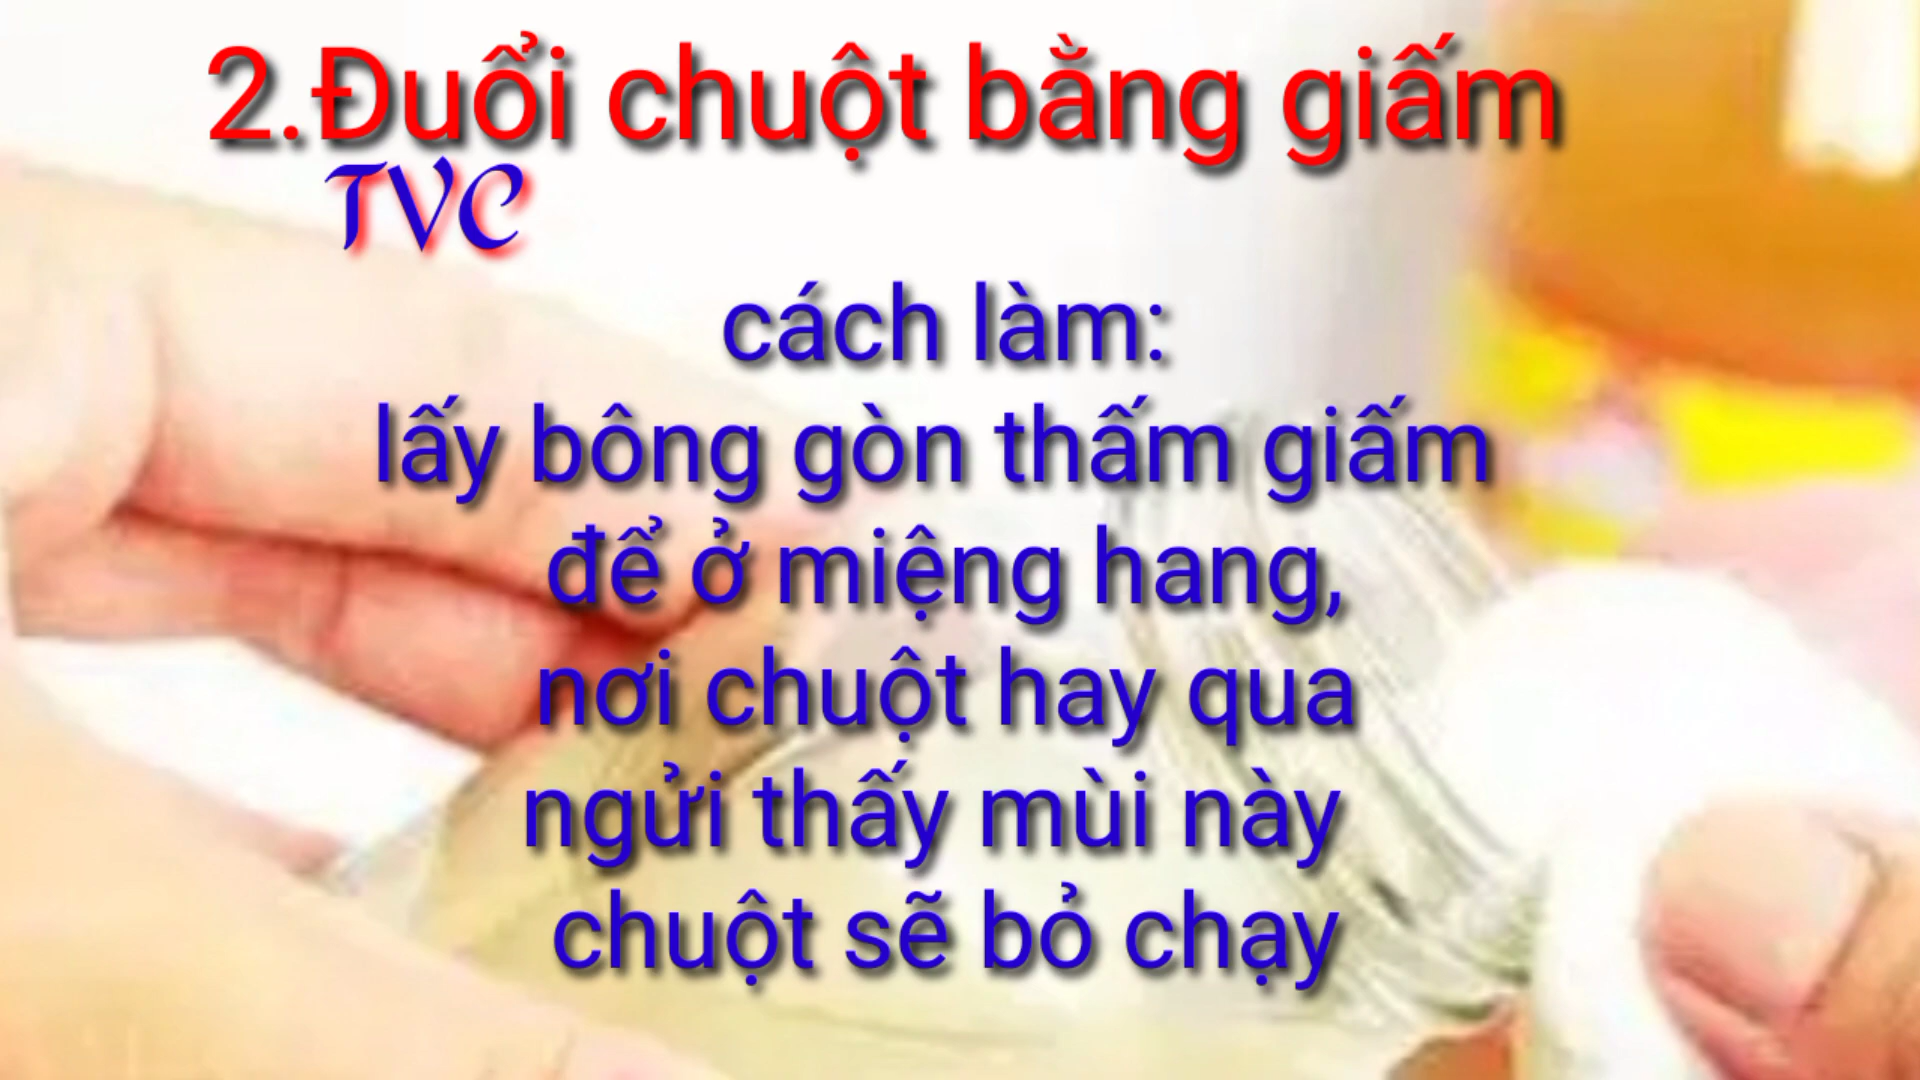 2.Đuổi chuột bằng giấm
TVC
cách làm:
lấy bông gòn thấm giấm
để ở miệng hang,
nơi chuột hay qua
ngửi thấy mùi này
chuột sẽ bỏ chạy